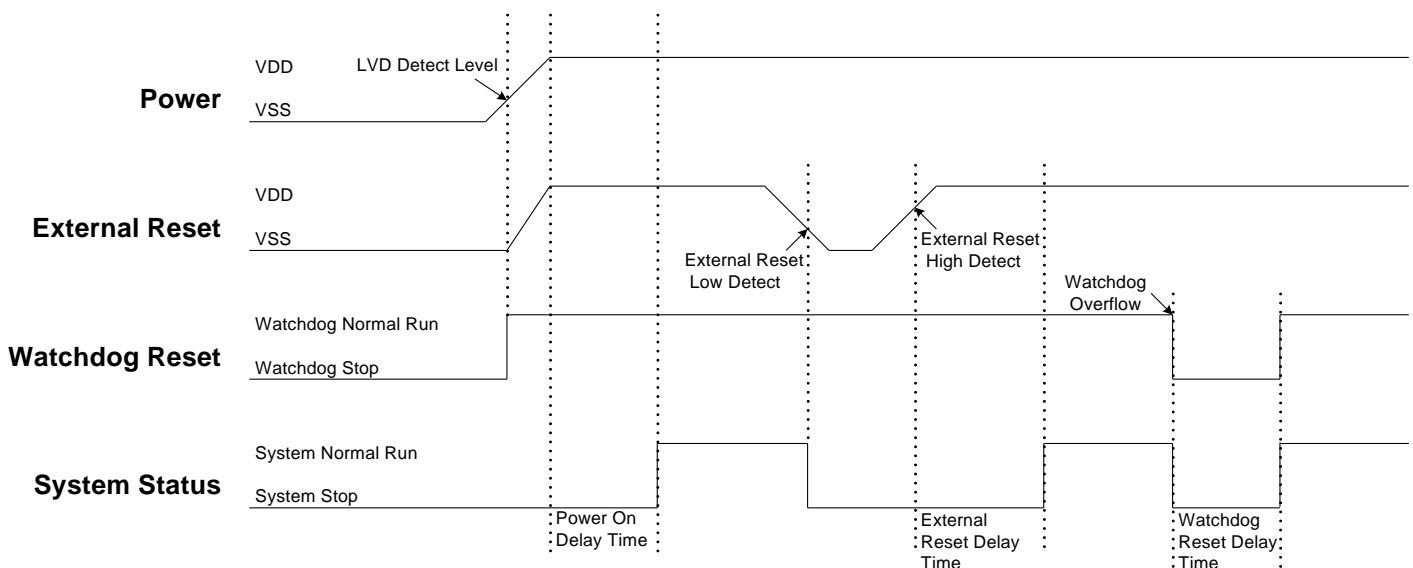 Power
VDD
LVD Detect Level
VSS
External Reset
VDD
VSS
External Reset
Low Detect
External Reset
High Detect
Watchdog Reset
Watchdog Normal Run
Watchdog Stop
Watchdog
Overflow
System Status
System Normal Run
System Stop
Power On
Delay Time
External
Reset Delay
Time
Watchdog
Reset Delay
Time